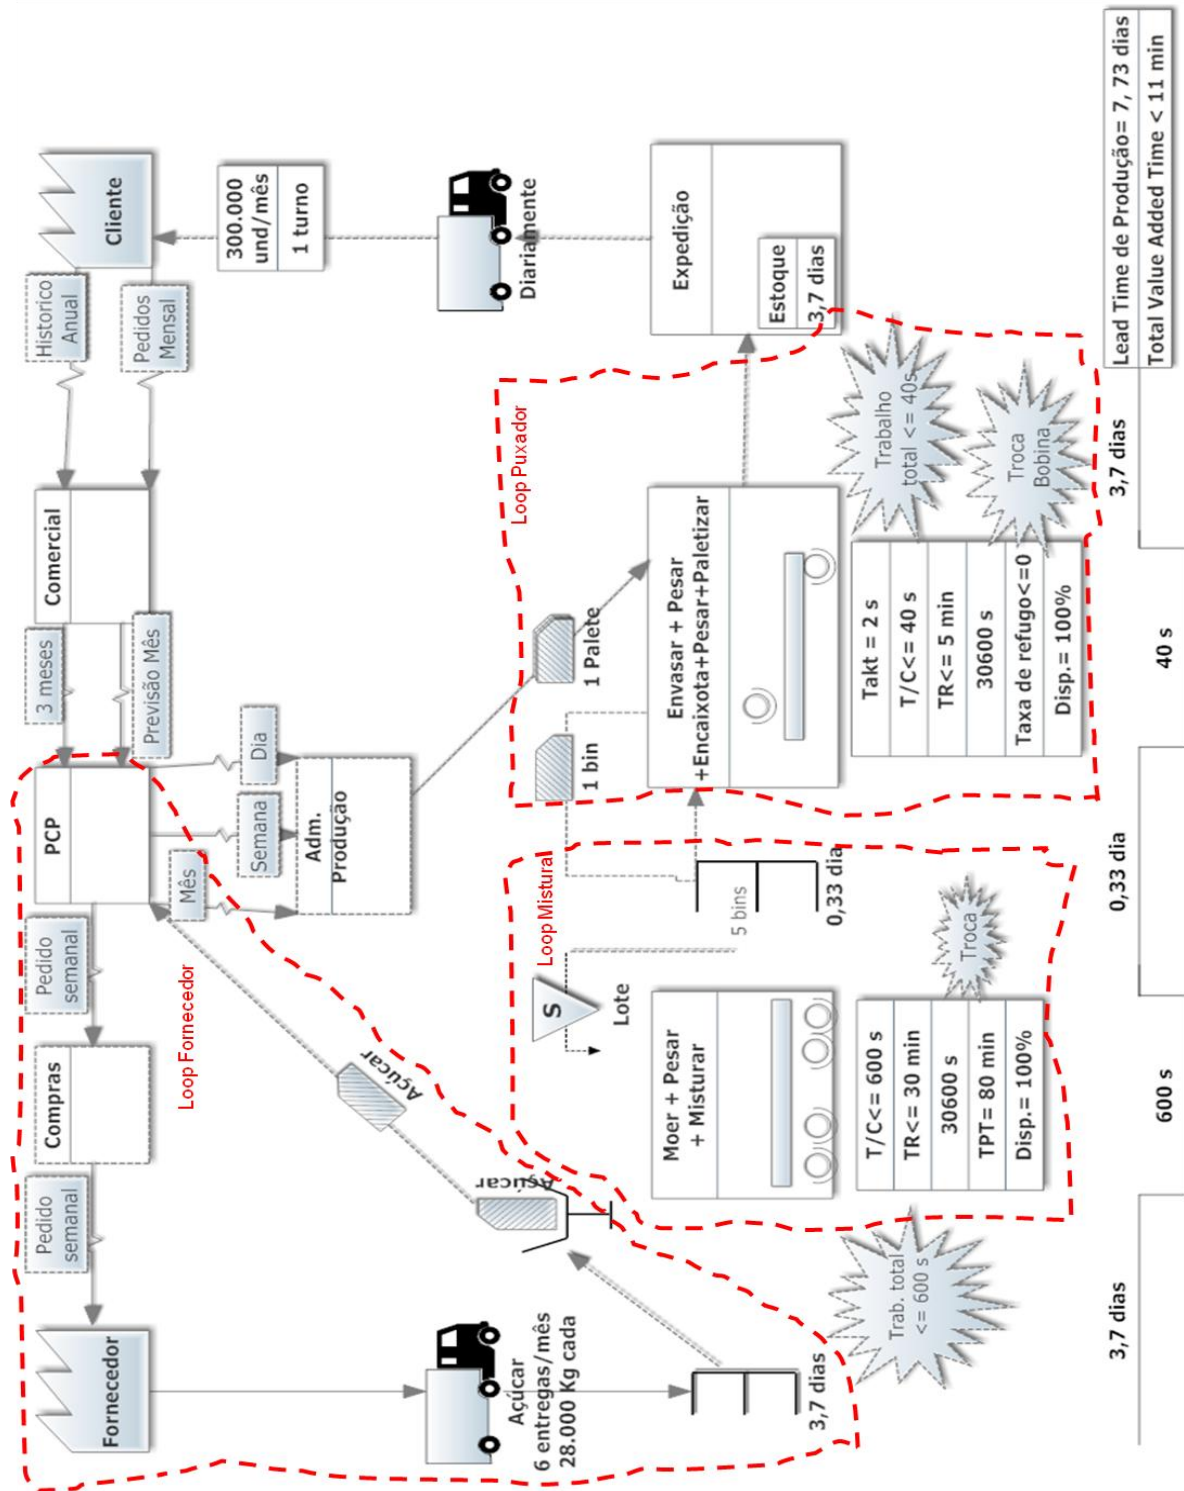 Fornecedor
Pedido
semanal
Compras
Pedido
semanal
PCP
3 meses
Previsão Mês
Comercial
Historico
Anual
Pedidos
Mensal
Cliente
300.000
und/mês
1 turno
Diariamente
Mês
Semana
Dia
Adm.
Produção
Loop Fornecedor
Açúcar
Açúcar
Açúcar
6 entregas/mês
28.000 Kg cada
3,7 dias
Loop Mistural
S
Lote
5 bins
0,33 dia
Moer + Pesar
+ Misturar
T/C<= 600 s
TR<= 30 min
30600 s
TPT= 80 min
Disp.= 100%
Trab. total
<= 600 s
Troca
Loop Puxador
1 bin
1 Palete
Envasar + Pesar
+Encaixota+Pesar+Paletizar
Takt = 2 s
T/C<= 40 s
TR<= 5 min
30600 s
Taxa de refugo<=0
Disp.= 100%
Trabalho
total <= 40s
Troca
Bobina
Expedição
Estoque
3,7 dias
3,7 dias
600 s
0,33 dia
40 s
3,7 dias
Lead Time de Produção= 7, 73 dias
Total Value Added Time < 11 min